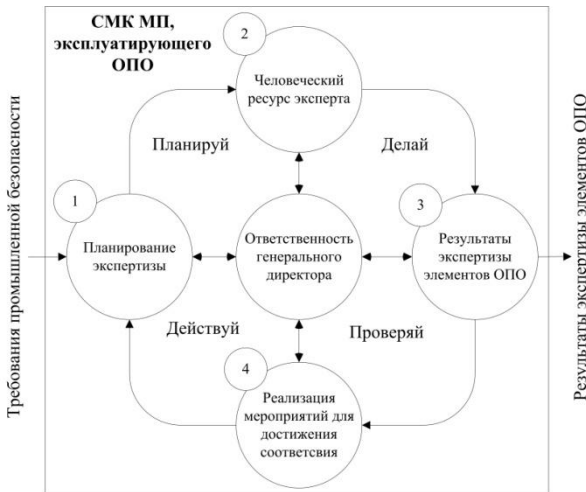 СМК МП,
эксплуатирующего
ОПО
2
Человеческий
ресурс эксперта
Планируй
Делай
1
Планирование
экспертизы
Ответственность
генерального
директора
3
Результаты
экспертизы
элементов ОПО
Действуй
Проверяй
4
Реализация
мероприятий для
достижения
соответсвия
Требования промышленной безопасности
Результаты экспертизы элементов ОПО